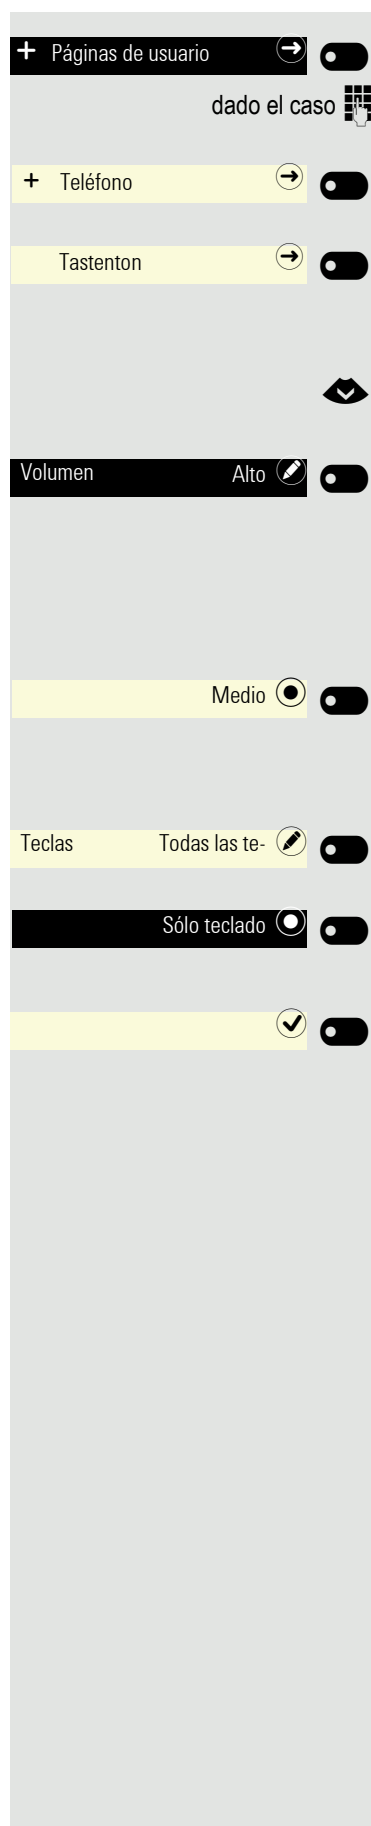 + Páginas de usuario
dado el caso
+ Teléfono
Tastenton
Volumen Alto
Medio
Teclas Todas las te-
Sólo teclado